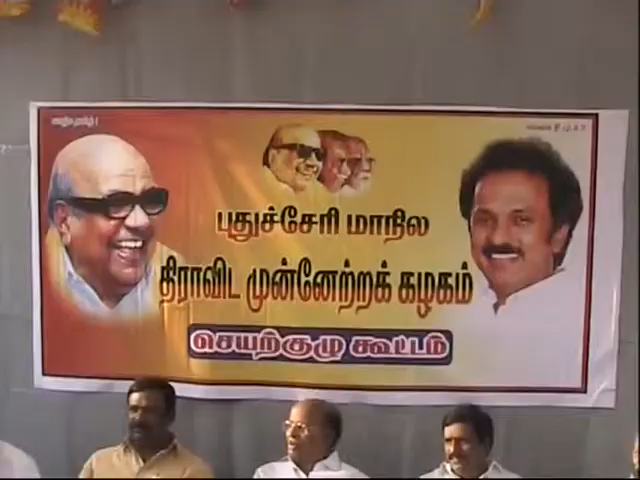 புதுச்சேரி மாநில
திராவிட முன்னேற்றக் கழகம்
செயற்குழு கூட்டம்